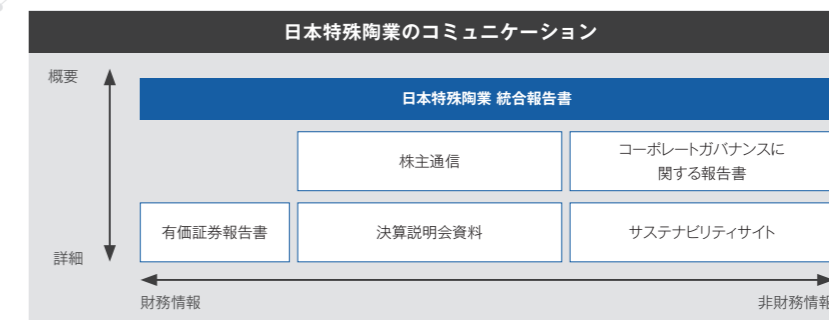 日本特殊陶業のコミュニケーション
概要
日本特殊陶業 統合報告書
株主通信
コーポレートガバナンスに
関する報告書
有価証券報告書
決算説明会資料
サステナビリティサイト
詳細
財務情報
非財務情報